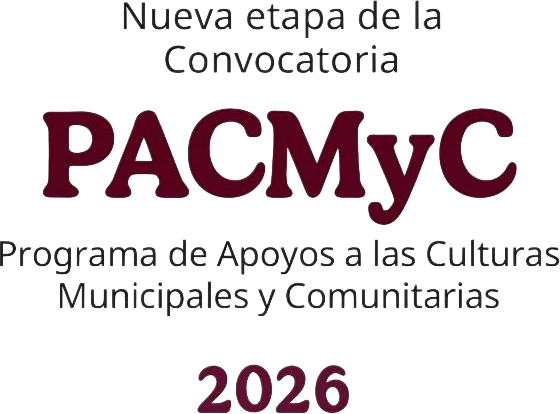 Nueva etapa de la
Convocatoria
PACMyC
Programa de Apoyos a las Culturas
Municipales y Comunitarias
2026